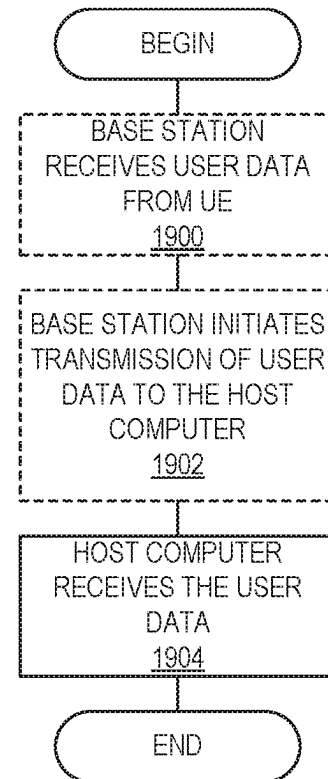 BEGIN
BASE STATION
RECEIVES USER DATA
FROM UE
1900
BASE STATION INITIATES
TRANSMISSION OF USER
DATA TO THE HOST
COMPUTER
1902
HOST COMPUTER
RECEIVES THE USER
DATA
1904
END